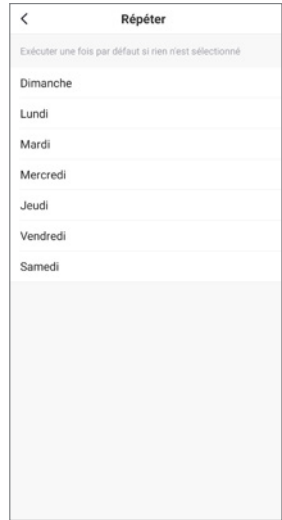 Répéter
Exécuter une fois par défaut si rien n'est sélectionné
Dimanche
Lundi
Mardi
Mercredi
Jeudi
Vendredi
Samedi